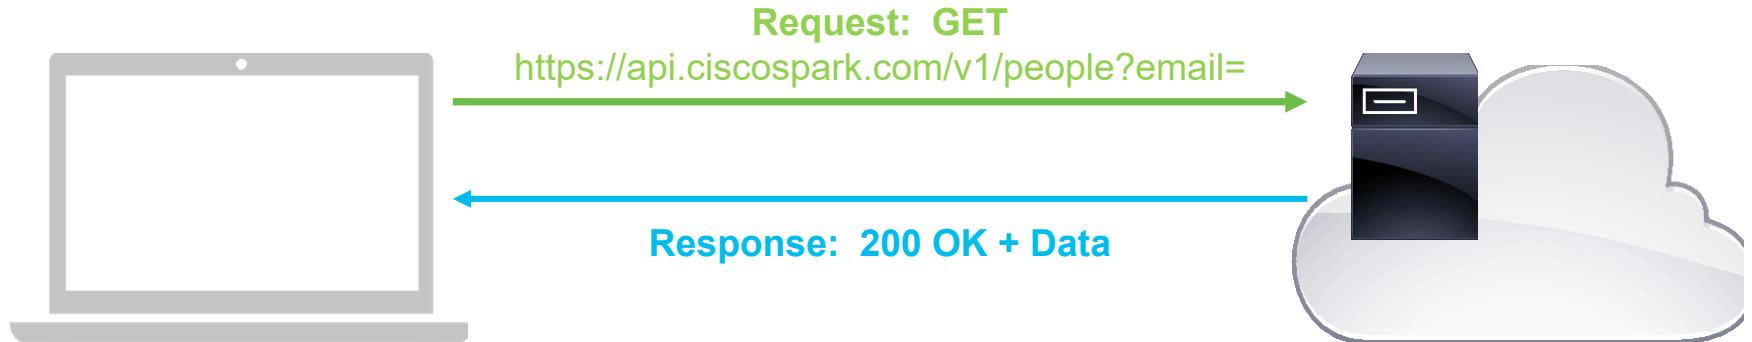 Request:  GET
https://api.ciscospark.com/v1/people?email=
Response:  200 OK + Data